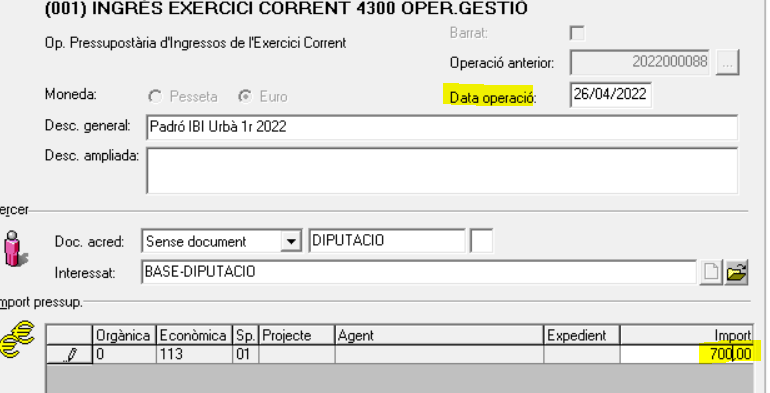 (001) INGRÉS EXERCICI CORRENT 4300 OPER.GESTIÓ
Op. Pressupostària d'Ingressos de l'Exercici Corrent
Barrat:
Operació anterior: 2022000088 ...
Moneda: Pesseta Euro
Data operació: 26/04/2022
Desc. general: Padró IBI Urbà 1r 2022
Desc. ampliada:
ercer
Doc. acred: Sense document DIPUTACIO
Interessat: BASE-DIPUTACIO
mport pressup.
Orgànica Econòmica Sp. Projecte Agent Expedient Import
0 113 01 700,00